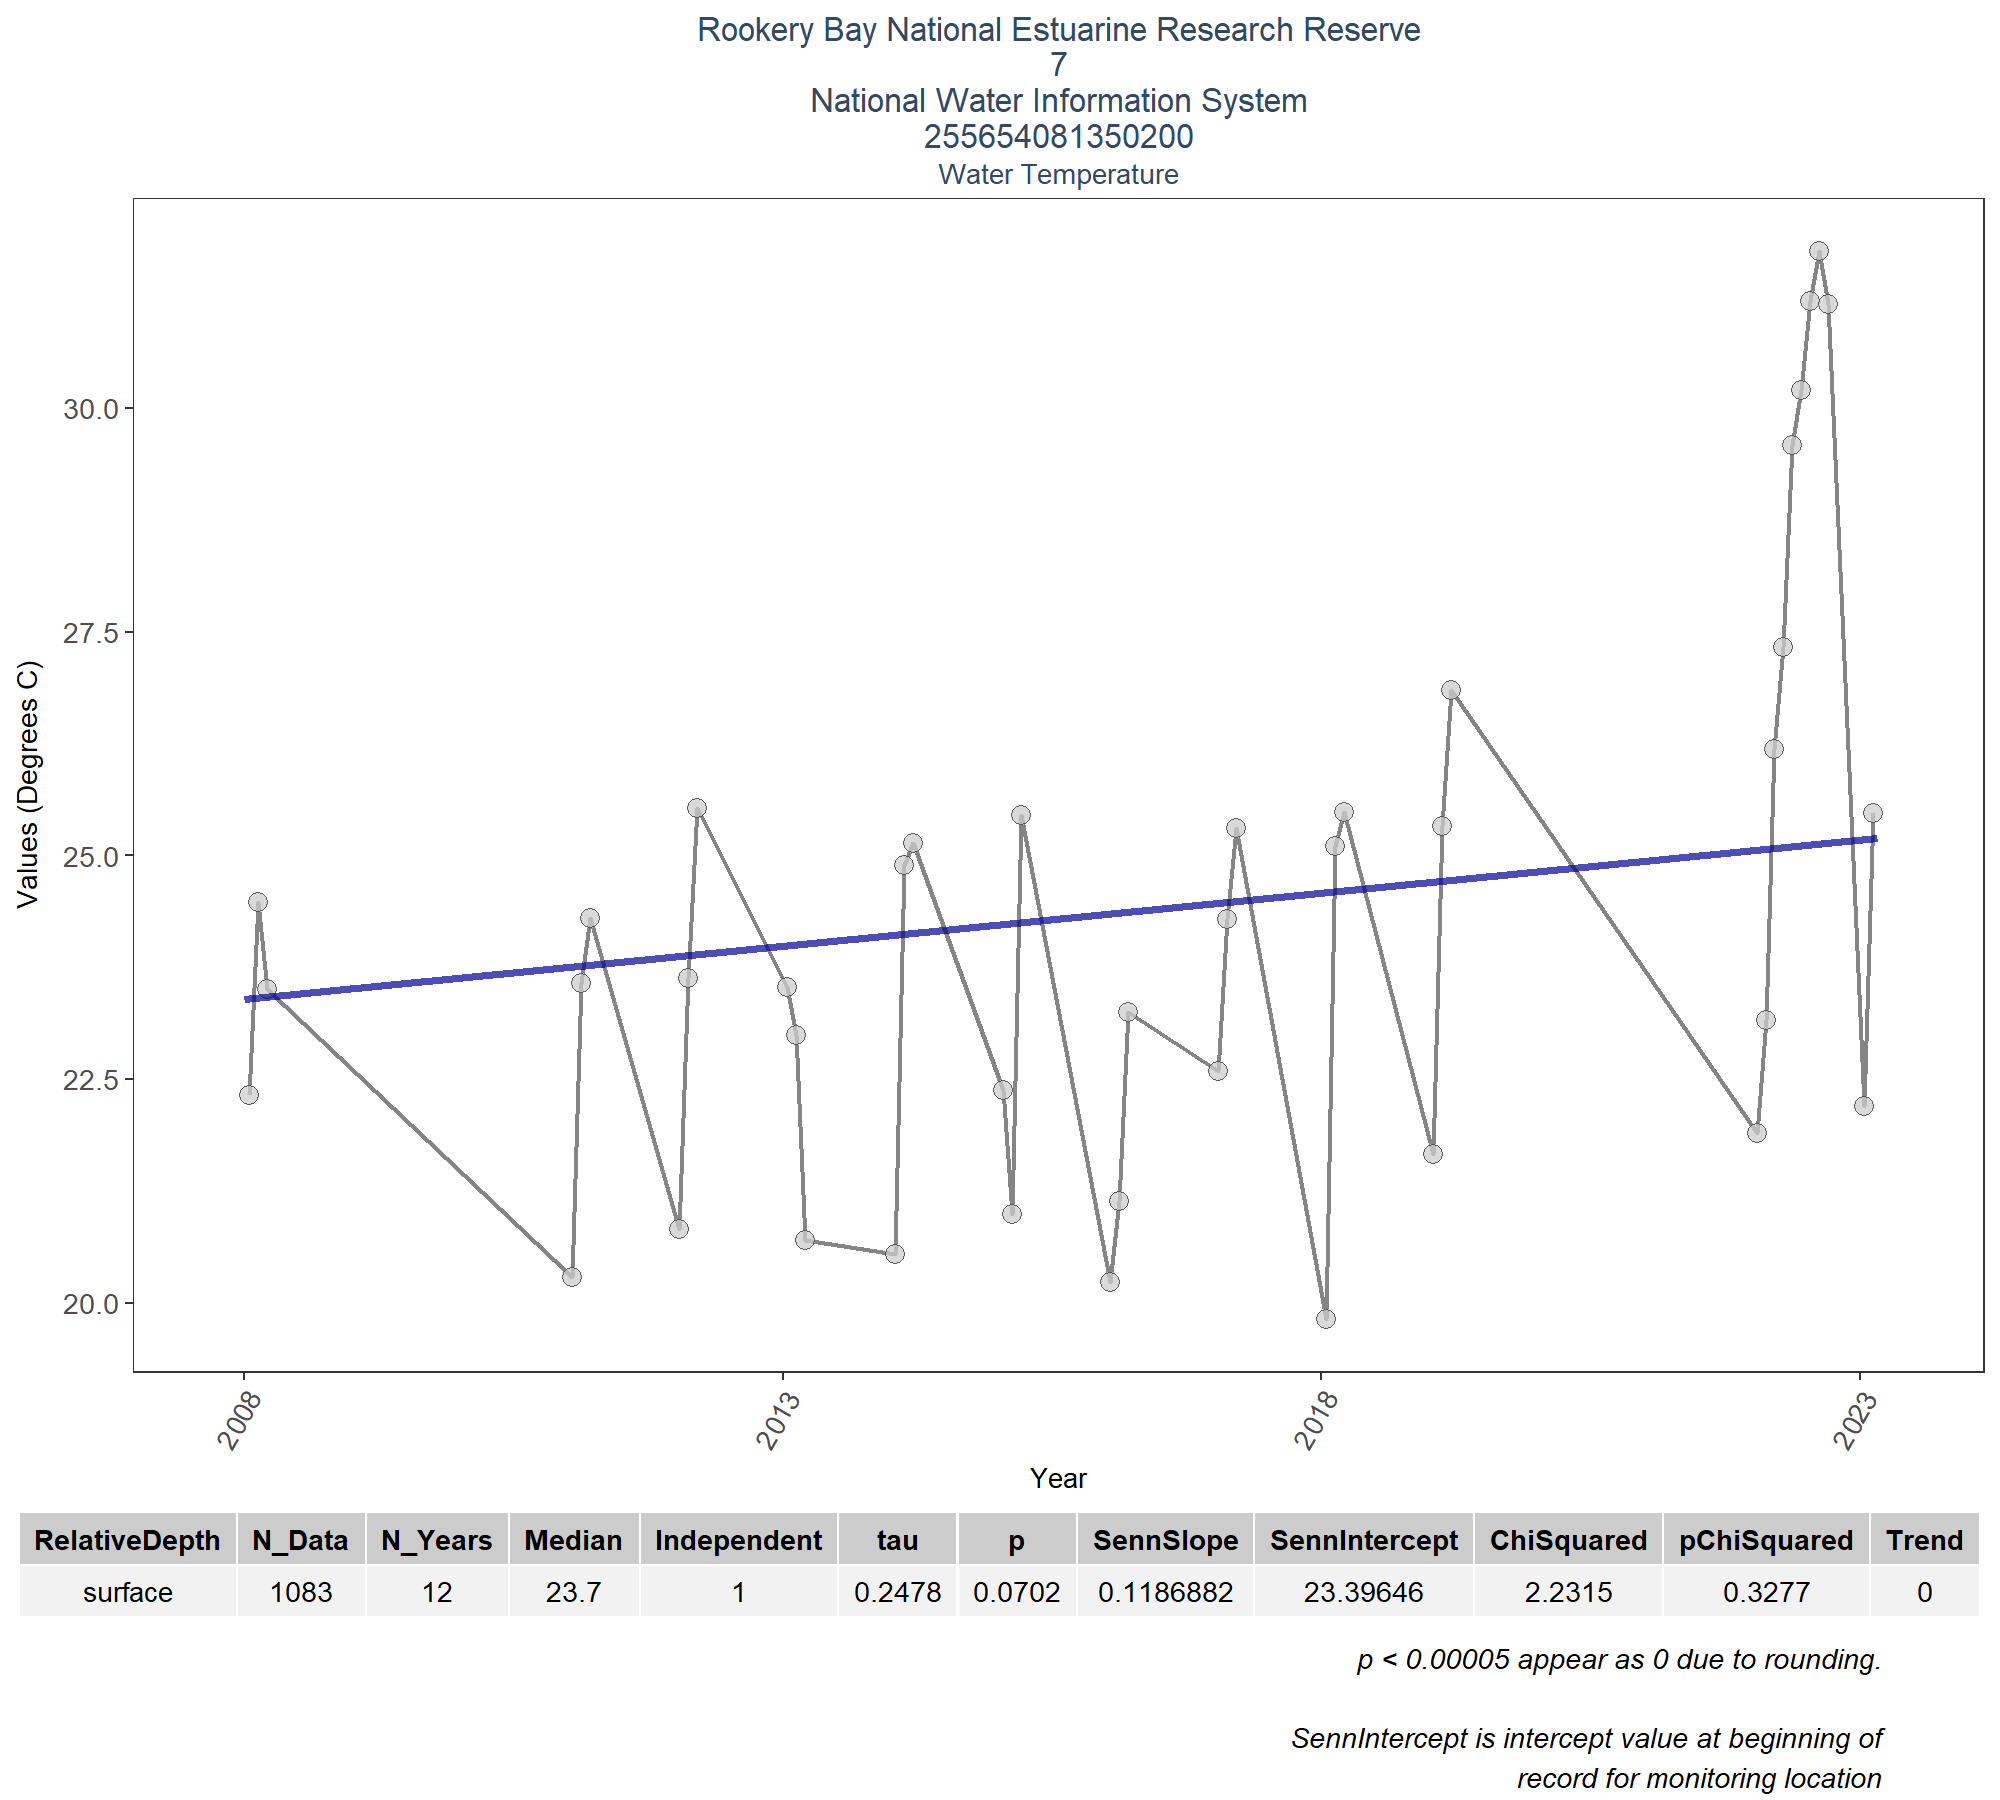 Rookery Bay National Estuarine Research Reserve
7
National Water Information System
255654081350200
Water Temperature
Values (Degrees C)
30.0
27.5
25.0
22.5
20.0
2008 2013 2018 2023
Year
RelativeDepth N_Data N_Years Median Independent tau p SennSlope SennIntercept ChiSquared pChiSquared Trend
surface 1083 12 23.7 1 0.2478 0.0702 0.1186882 23.39646 2.2315 0.3277 0
p < 0.00005 appear as 0 due to rounding.
SennIntercept is intercept value at beginning of
record for monitoring location